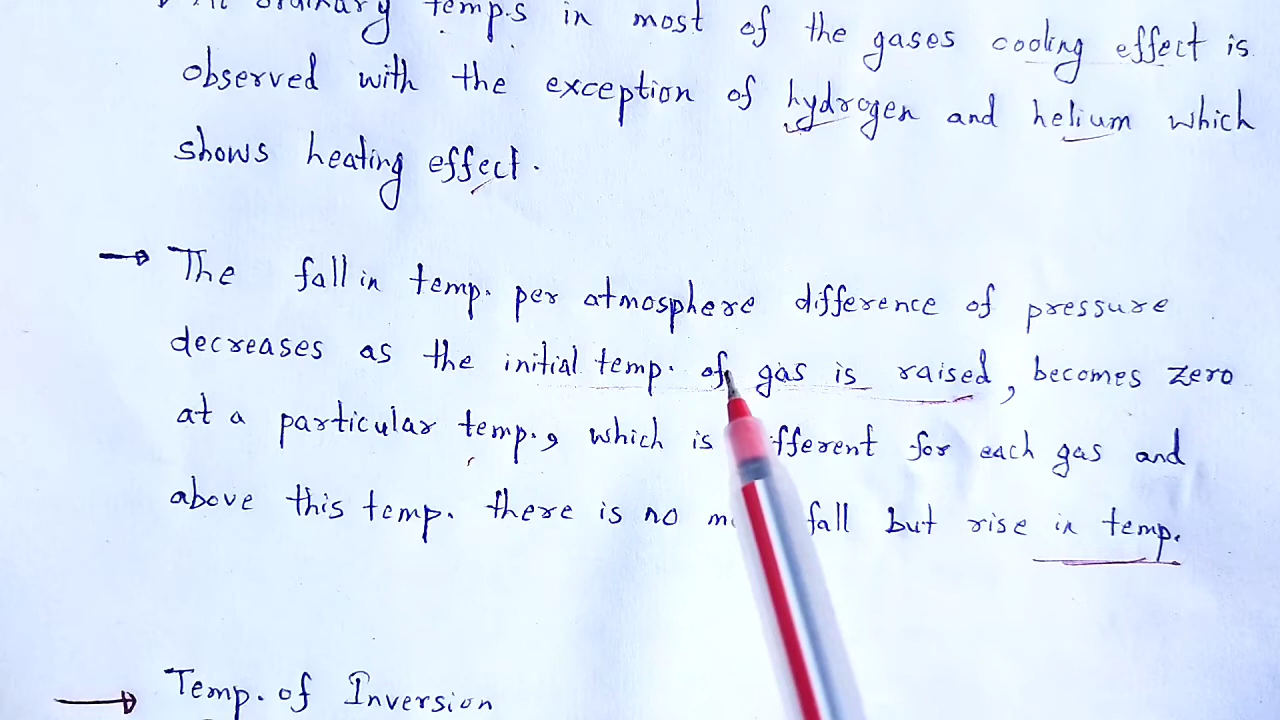 At ordinary temp.s in most of the gases cooling effect is
observed with the exception of hydrogen and helium which
shows heating effect.
→ The fall in temp. per atmosphere difference of pressure
decreases as the initial temp. of gas is raised, becomes zero
at a particular temp., which is fferent for each gas and
above this temp. there is no m fall but rise in temp.
→ Temp. of Inversion